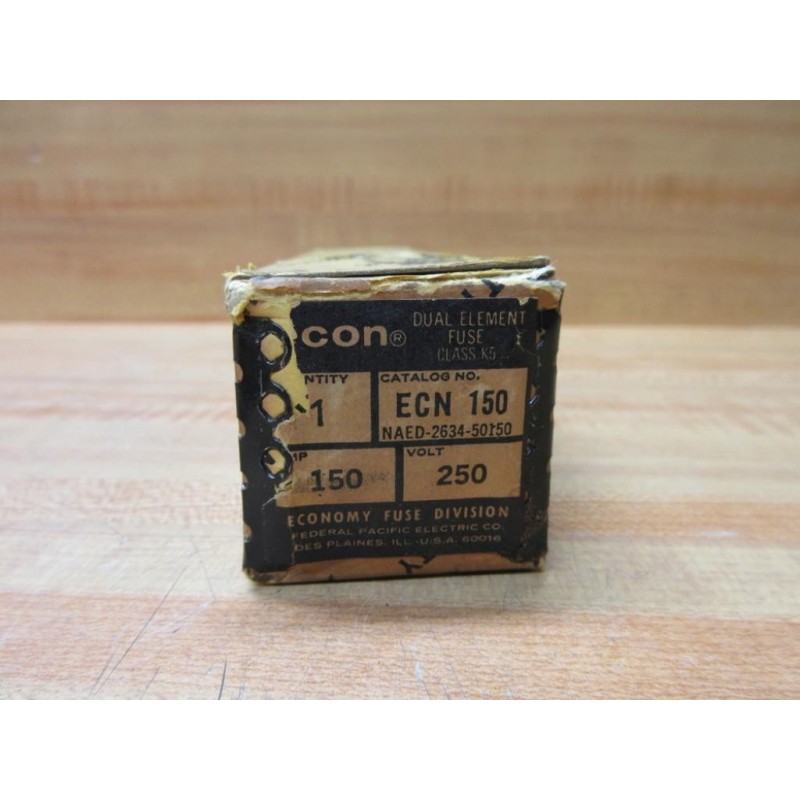 con®
DUAL ELEMENT
FUSE
CLASS K5
NTITY
1
CATALOG NO.
ECN 150
NAED-2634-50150
MP
150
VOLT
250
ECONOMY FUSE DIVISION
FEDERAL PACIFIC ELECTRIC CO.
DES PLAINES, ILL.-U.S.A. 60016